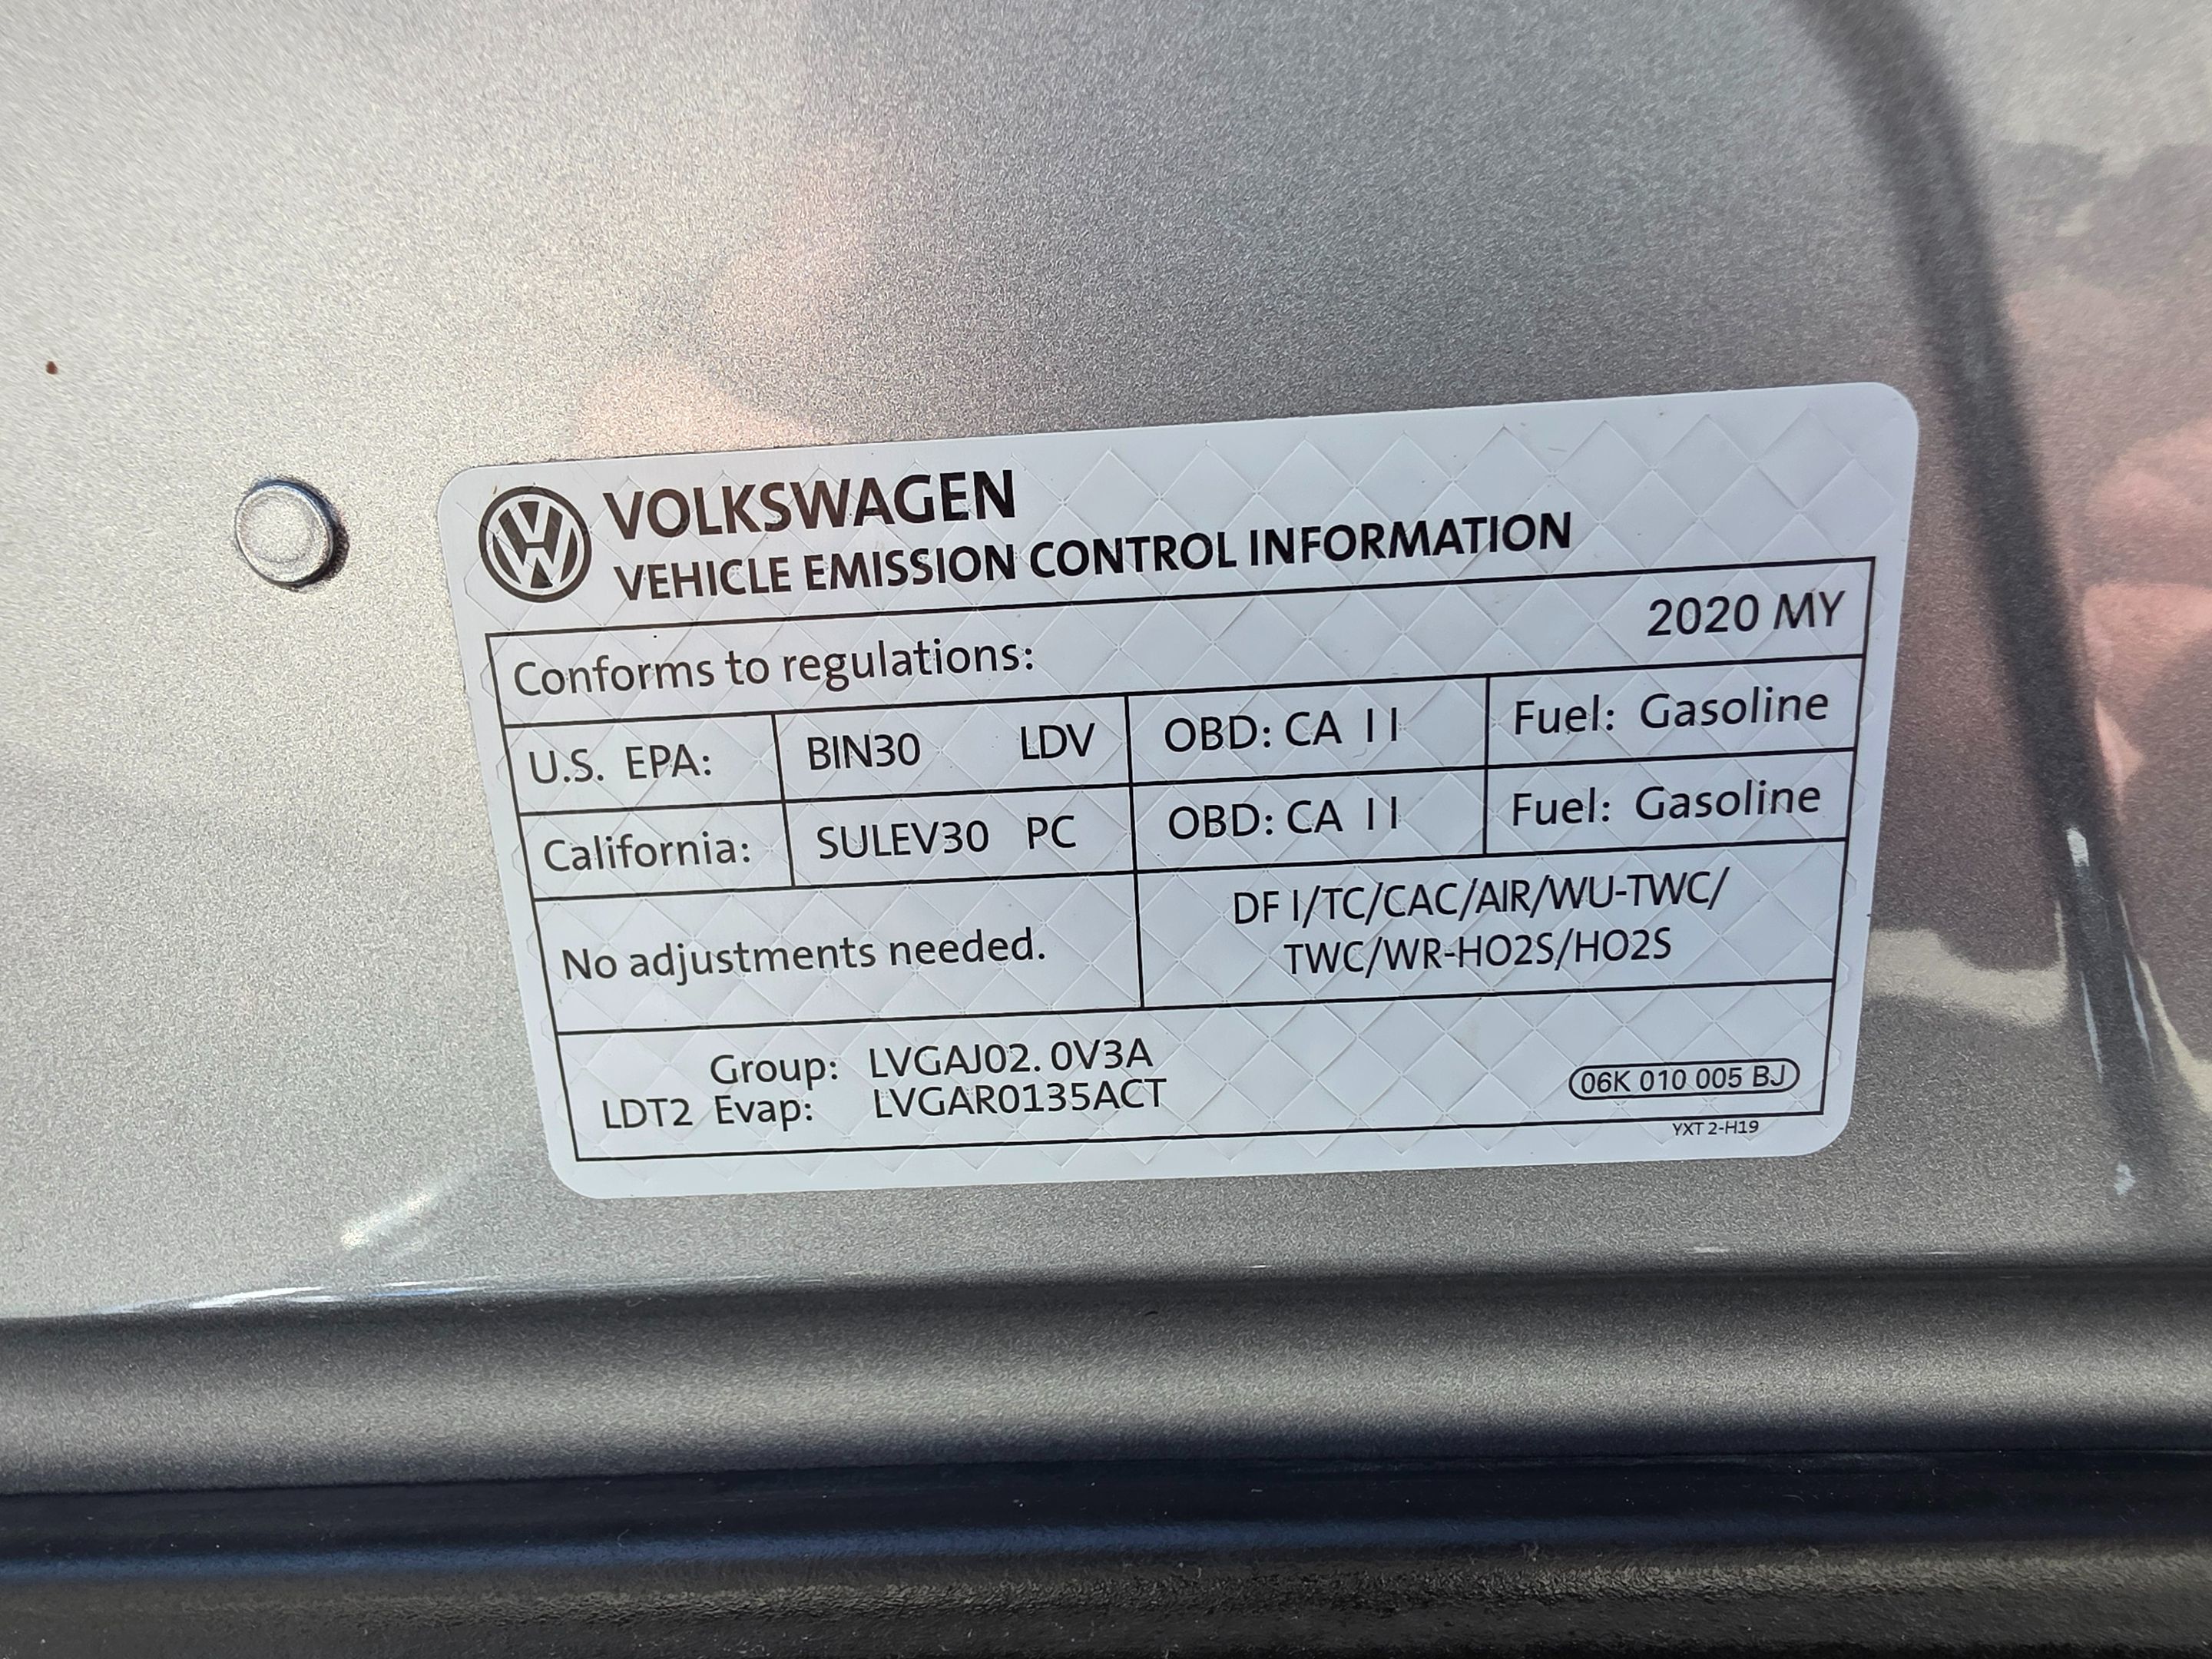 VOLKSWAGEN
VEHICLE EMISSION CONTROL INFORMATION
Conforms to regulations: 2020 MY
U.S. EPA: BIN30 LDV OBD: CA II Fuel: Gasoline
California: SULEV30 PC OBD: CA II Fuel: Gasoline
No adjustments needed.
DFI/TC/CAC/AIR/WU-TWC/
TWC/WR-HO2S/HO2S
Group: LVGAJ02.0V3A
LDT2 Evap: LVGAR0135ACT
06K 010 005 BJ
YXT 2-H19